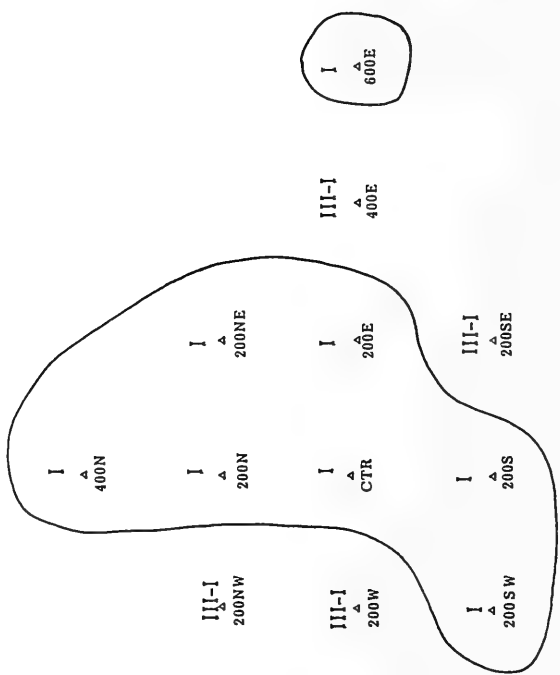 I
400N
III-I I I
200NW 200N 200NE
III-I I I III-I I
200W CTR 200E 400E 600E
I I III-I
200SW 200S 200SE